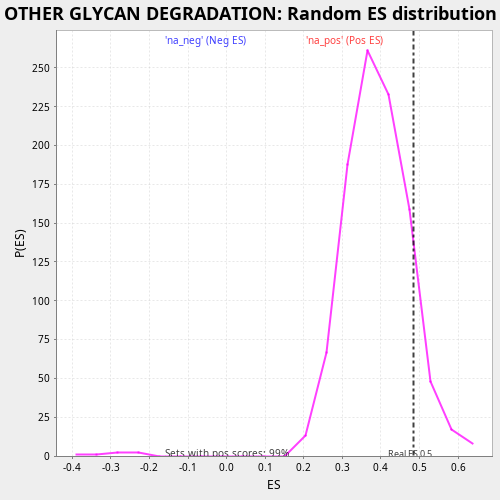 OTHER GLYCAN DEGRADATION: Random ES distribution
'na_neg' (Neg ES) 'na_pos' (Pos ES)
250
225
200
175
150
125
100
75
50
25
0
P(ES)
Sets with pos scores: 99%
Real ES 0.5
-0.4 -0.3 -0.2 -0.1 0.0 0.1 0.2 0.3 0.4 0.5 0.6
ES